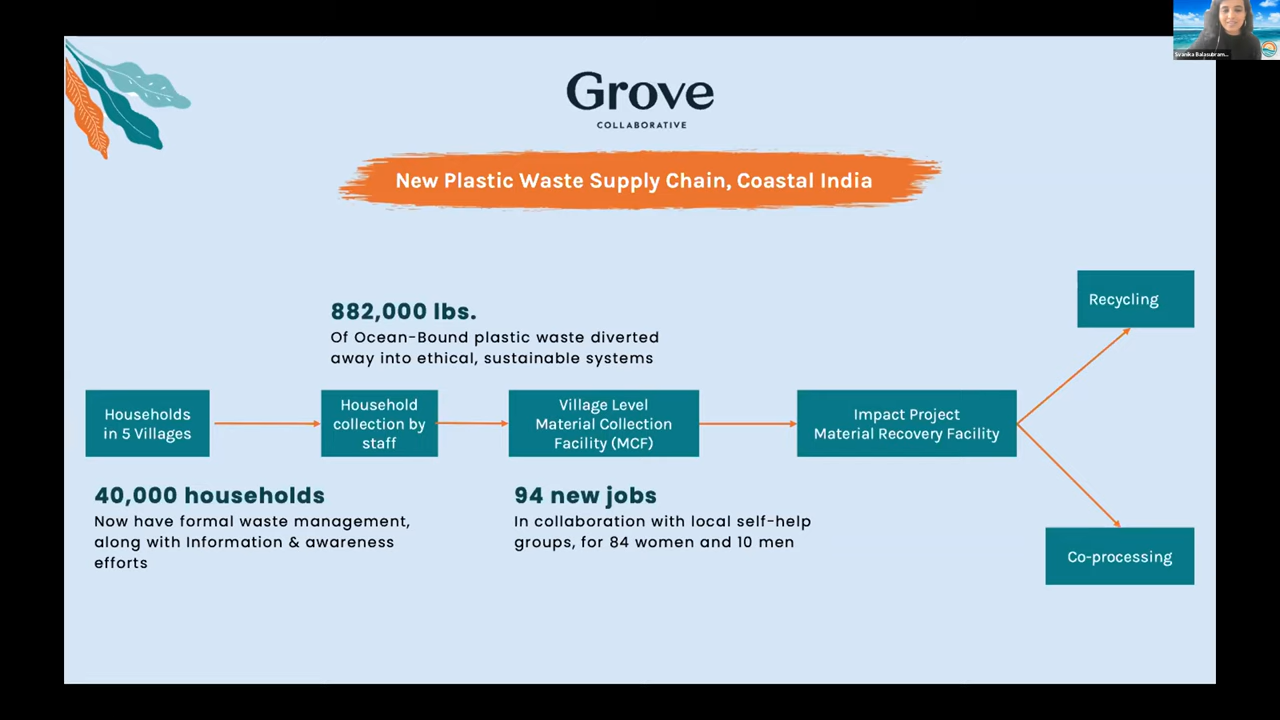 Svanika Balasubram...
Grove
COLLABORATIVE
New Plastic Waste Supply Chain, Coastal India
882,000 lbs.
Of Ocean-Bound plastic waste diverted
away into ethical, sustainable systems
Households
in 5 Villages
Household
collection by
staff
Village Level
Material Collection
Facility (MCF)
Impact Project
Material Recovery Facility
Recycling
Co-processing
40,000 households
Now have formal waste management,
along with Information & awareness
efforts
94 new jobs
In collaboration with local self-help
groups, for 84 women and 10 men